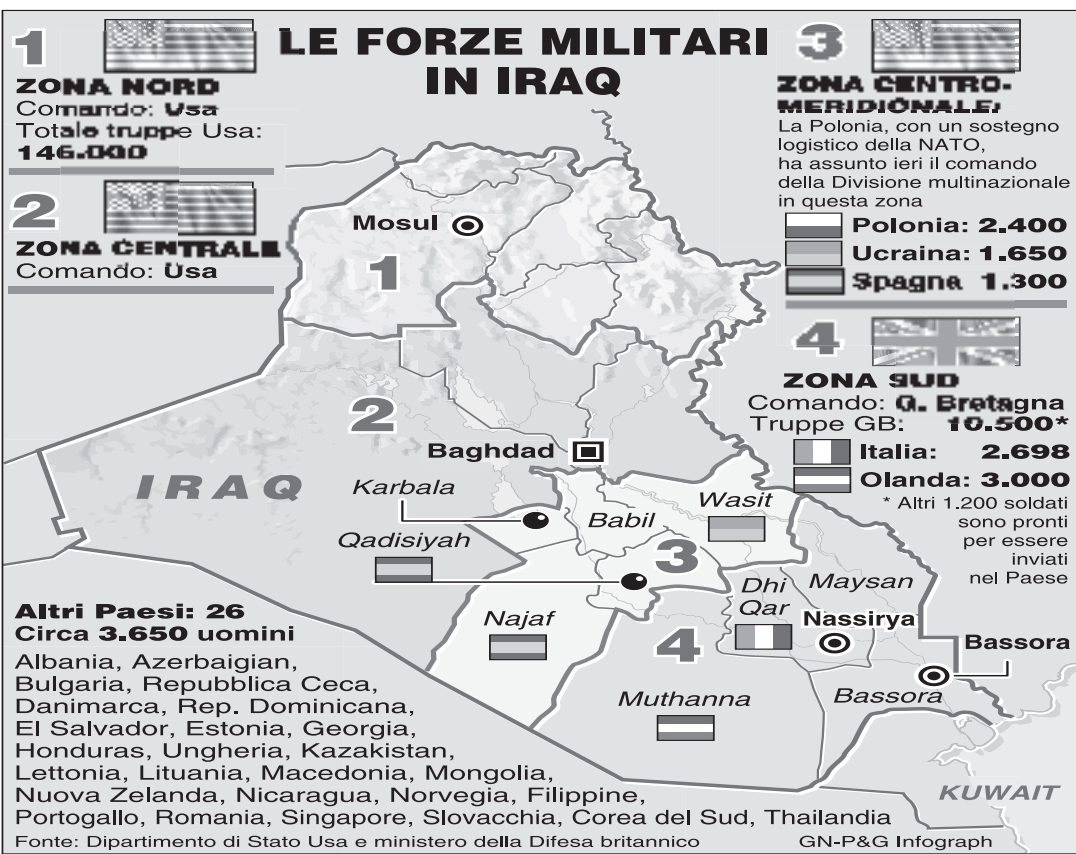 LE FORZE MILITARI
IN IRAQ
1
ZONA NORD
Comando: Usa
Totale truppe Usa:
146.000
2
ZONA CENTRALE
Comando: Usa
3
ZONA CENTRO-
MERIDIONALE
La Polonia, con un sostegno
logistico della NATO,
ha assunto ieri il comando
della Divisione multinazionale
in questa zona
Polonia: 2.400
Ucraina: 1.650
Spagna 1.300
4
ZONA SUD
Comando: G. Bretagna
Truppe GB: 10.500*
Italia: 2.698
Olanda: 3.000
* Altri 1.200 soldati
sono pronti
per essere
inviati
nel Paese
Mosul
1
2
Baghdad
IRAQ
Karbala
Wasit
Babil
Qadisiyah
3
Dhi
Qar
Maysan
Najaf
Nassirya
4
Bassora
Muthanna
Bassora
KUWAIT
Altri Paesi: 26
Circa 3.650 uomini
Albania, Azerbaigian,
Bulgaria, Repubblica Ceca,
Danimarca, Rep. Dominicana,
El Salvador, Estonia, Georgia,
Honduras, Ungheria, Kazakistan,
Lettonia, Lituania, Macedonia, Mongolia,
Nuova Zelanda, Nicaragua, Norvegia, Filippine,
Portogallo, Romania, Singapore, Slovacchia, Corea del Sud, Thailandia
Fonte: Dipartimento di Stato Usa e ministero della Difesa britannico
GN-P&G Infograph